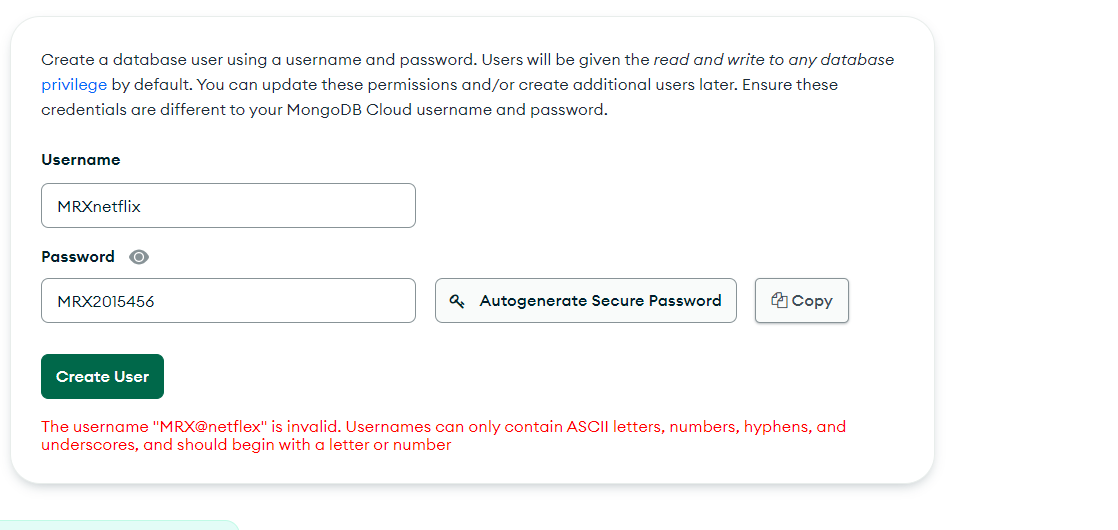 Create a database user using a username and password. Users will be given the read and write to any database
privilege by default. You can update these permissions and/or create additional users later. Ensure these
credentials are different to your MongoDB Cloud username and password.
Username
MRXnetflix
Password
MRX2015456
Autogenerate Secure Password
Copy
Create User
The username "MRX@netflex" is invalid. Usernames can only contain ASCII letters, numbers, hyphens, and
underscores, and should begin with a letter or number